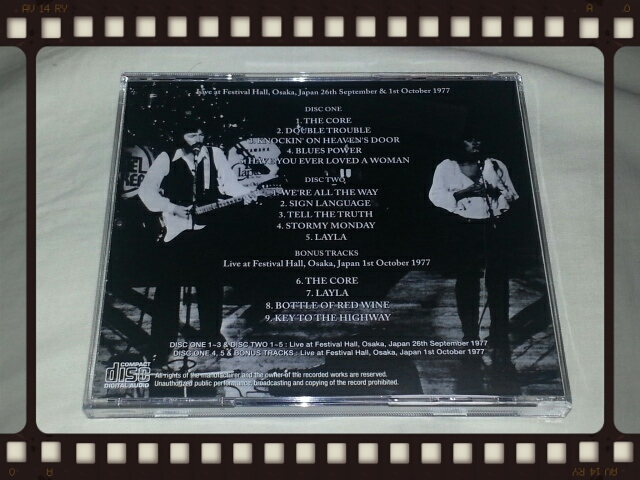 AV 14 RY
A
Live at Festival Hall, Osaka, Japan 26th September & 1st October 1977
DISC ONE
1. THE CORE
2. DOUBLE TROUBLE
3. KNOCKIN' ON HEAVEN'S DOOR
4. BLUES POWER
5. HAVE YOU EVER LOVED A WOMAN
DISC TWO
1. WE'RE ALL THE WAY
2. SIGN LANGUAGE
3. TELL THE TRUTH
4. STORMY MONDAY
5. LAYLA
BONUS TRACKS
Live at Festival Hall, Osaka, Japan 1st October 1977
6. THE CORE
7. LAYLA
8. BOTTLE OF RED WINE
9. KEY TO THE HIGHWAY
DISC ONE 1~3 & DISC TWO 1~5 : Live at Festival Hall, Osaka, Japan 26th September 1977
DISC ONE 4, 5 & BONUS TRACKS : Live at Festival Hall, Osaka, Japan 1st October 1977
COMPACT
disc
DIGITAL AUDIO
All rights of the manufacturer and the owner of the recorded works are reserved.
Unauthorized public performance, broadcasting and copying of the record prohibited.
A
AV 14 RY